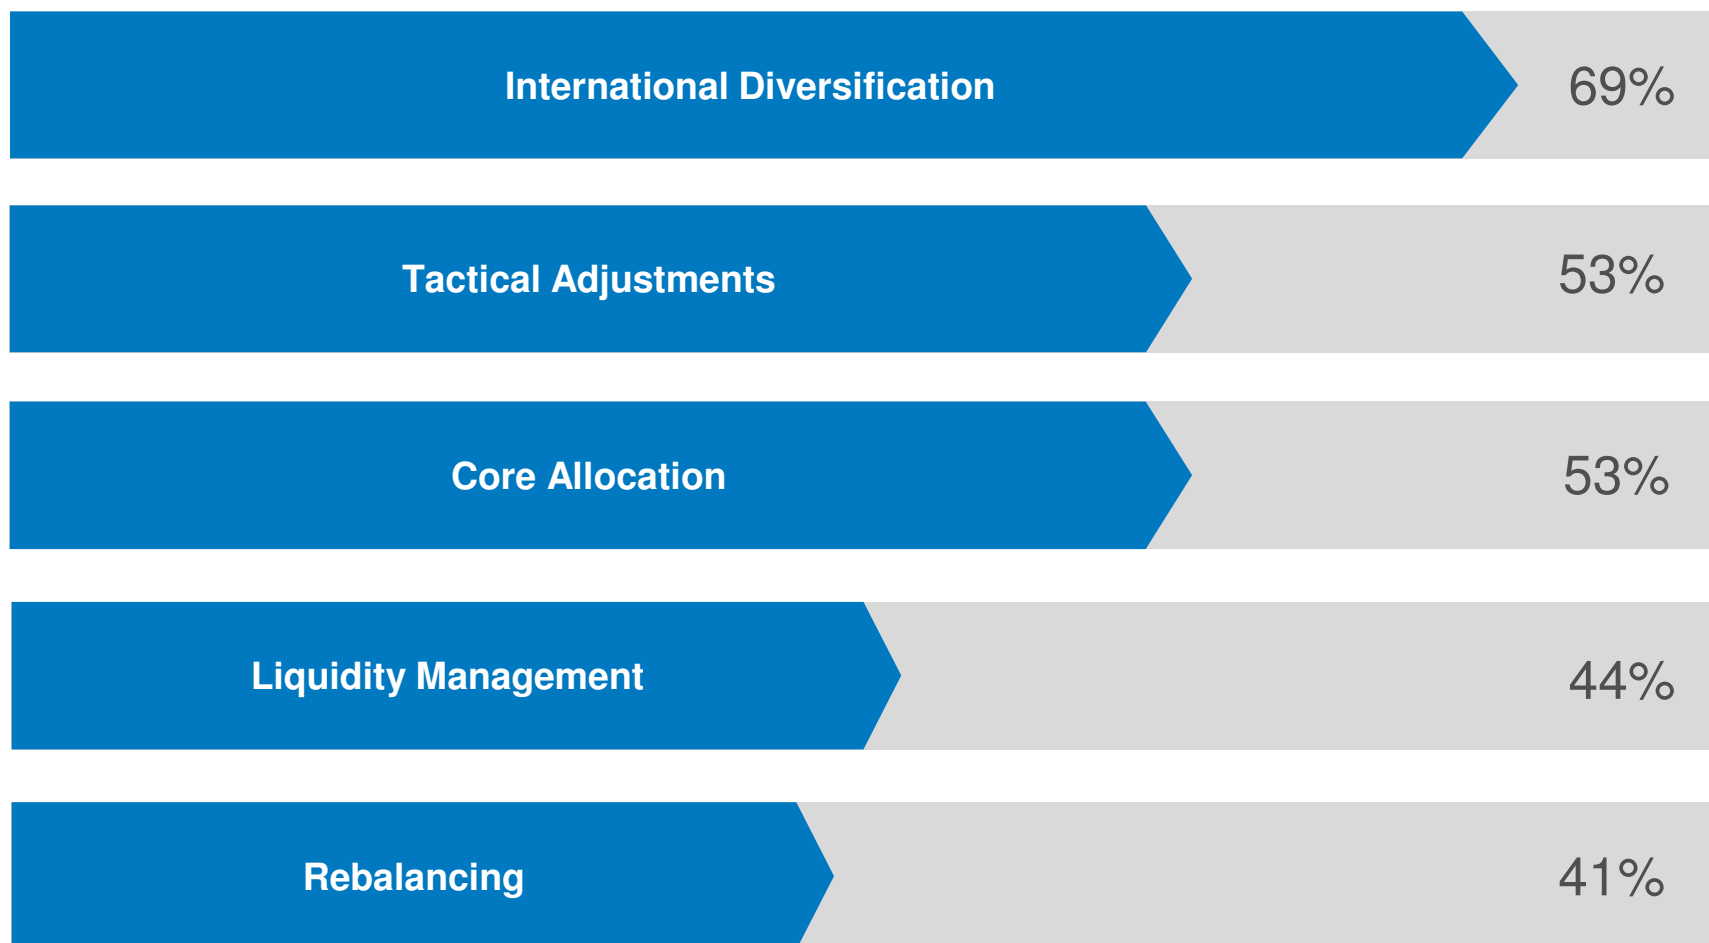 International Diversification 69%
Tactical Adjustments 53%
Core Allocation 53%
Liquidity Management 44%
Rebalancing 41%